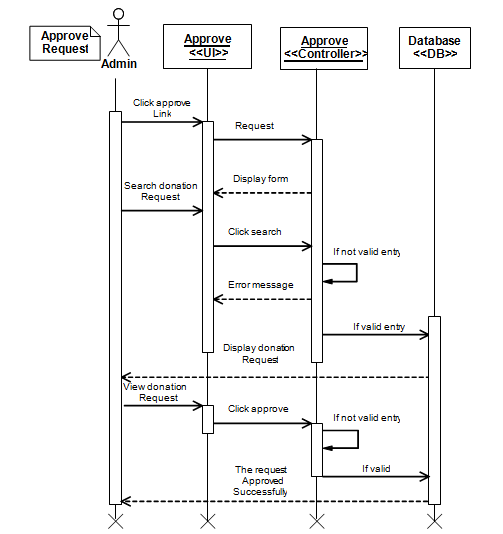 Approve
Request
Admin
Approve
<<UI>>
Approve
<<Controller>>
Database
<<DB>>
Click approve
Link
Request
Display form
Search donation
Request
Click search
If not valid entry
Error message
If valid entry
Display donation
Request
View donation
Request
Click approve
If not valid entry
If valid
The request
Approved
Successfully